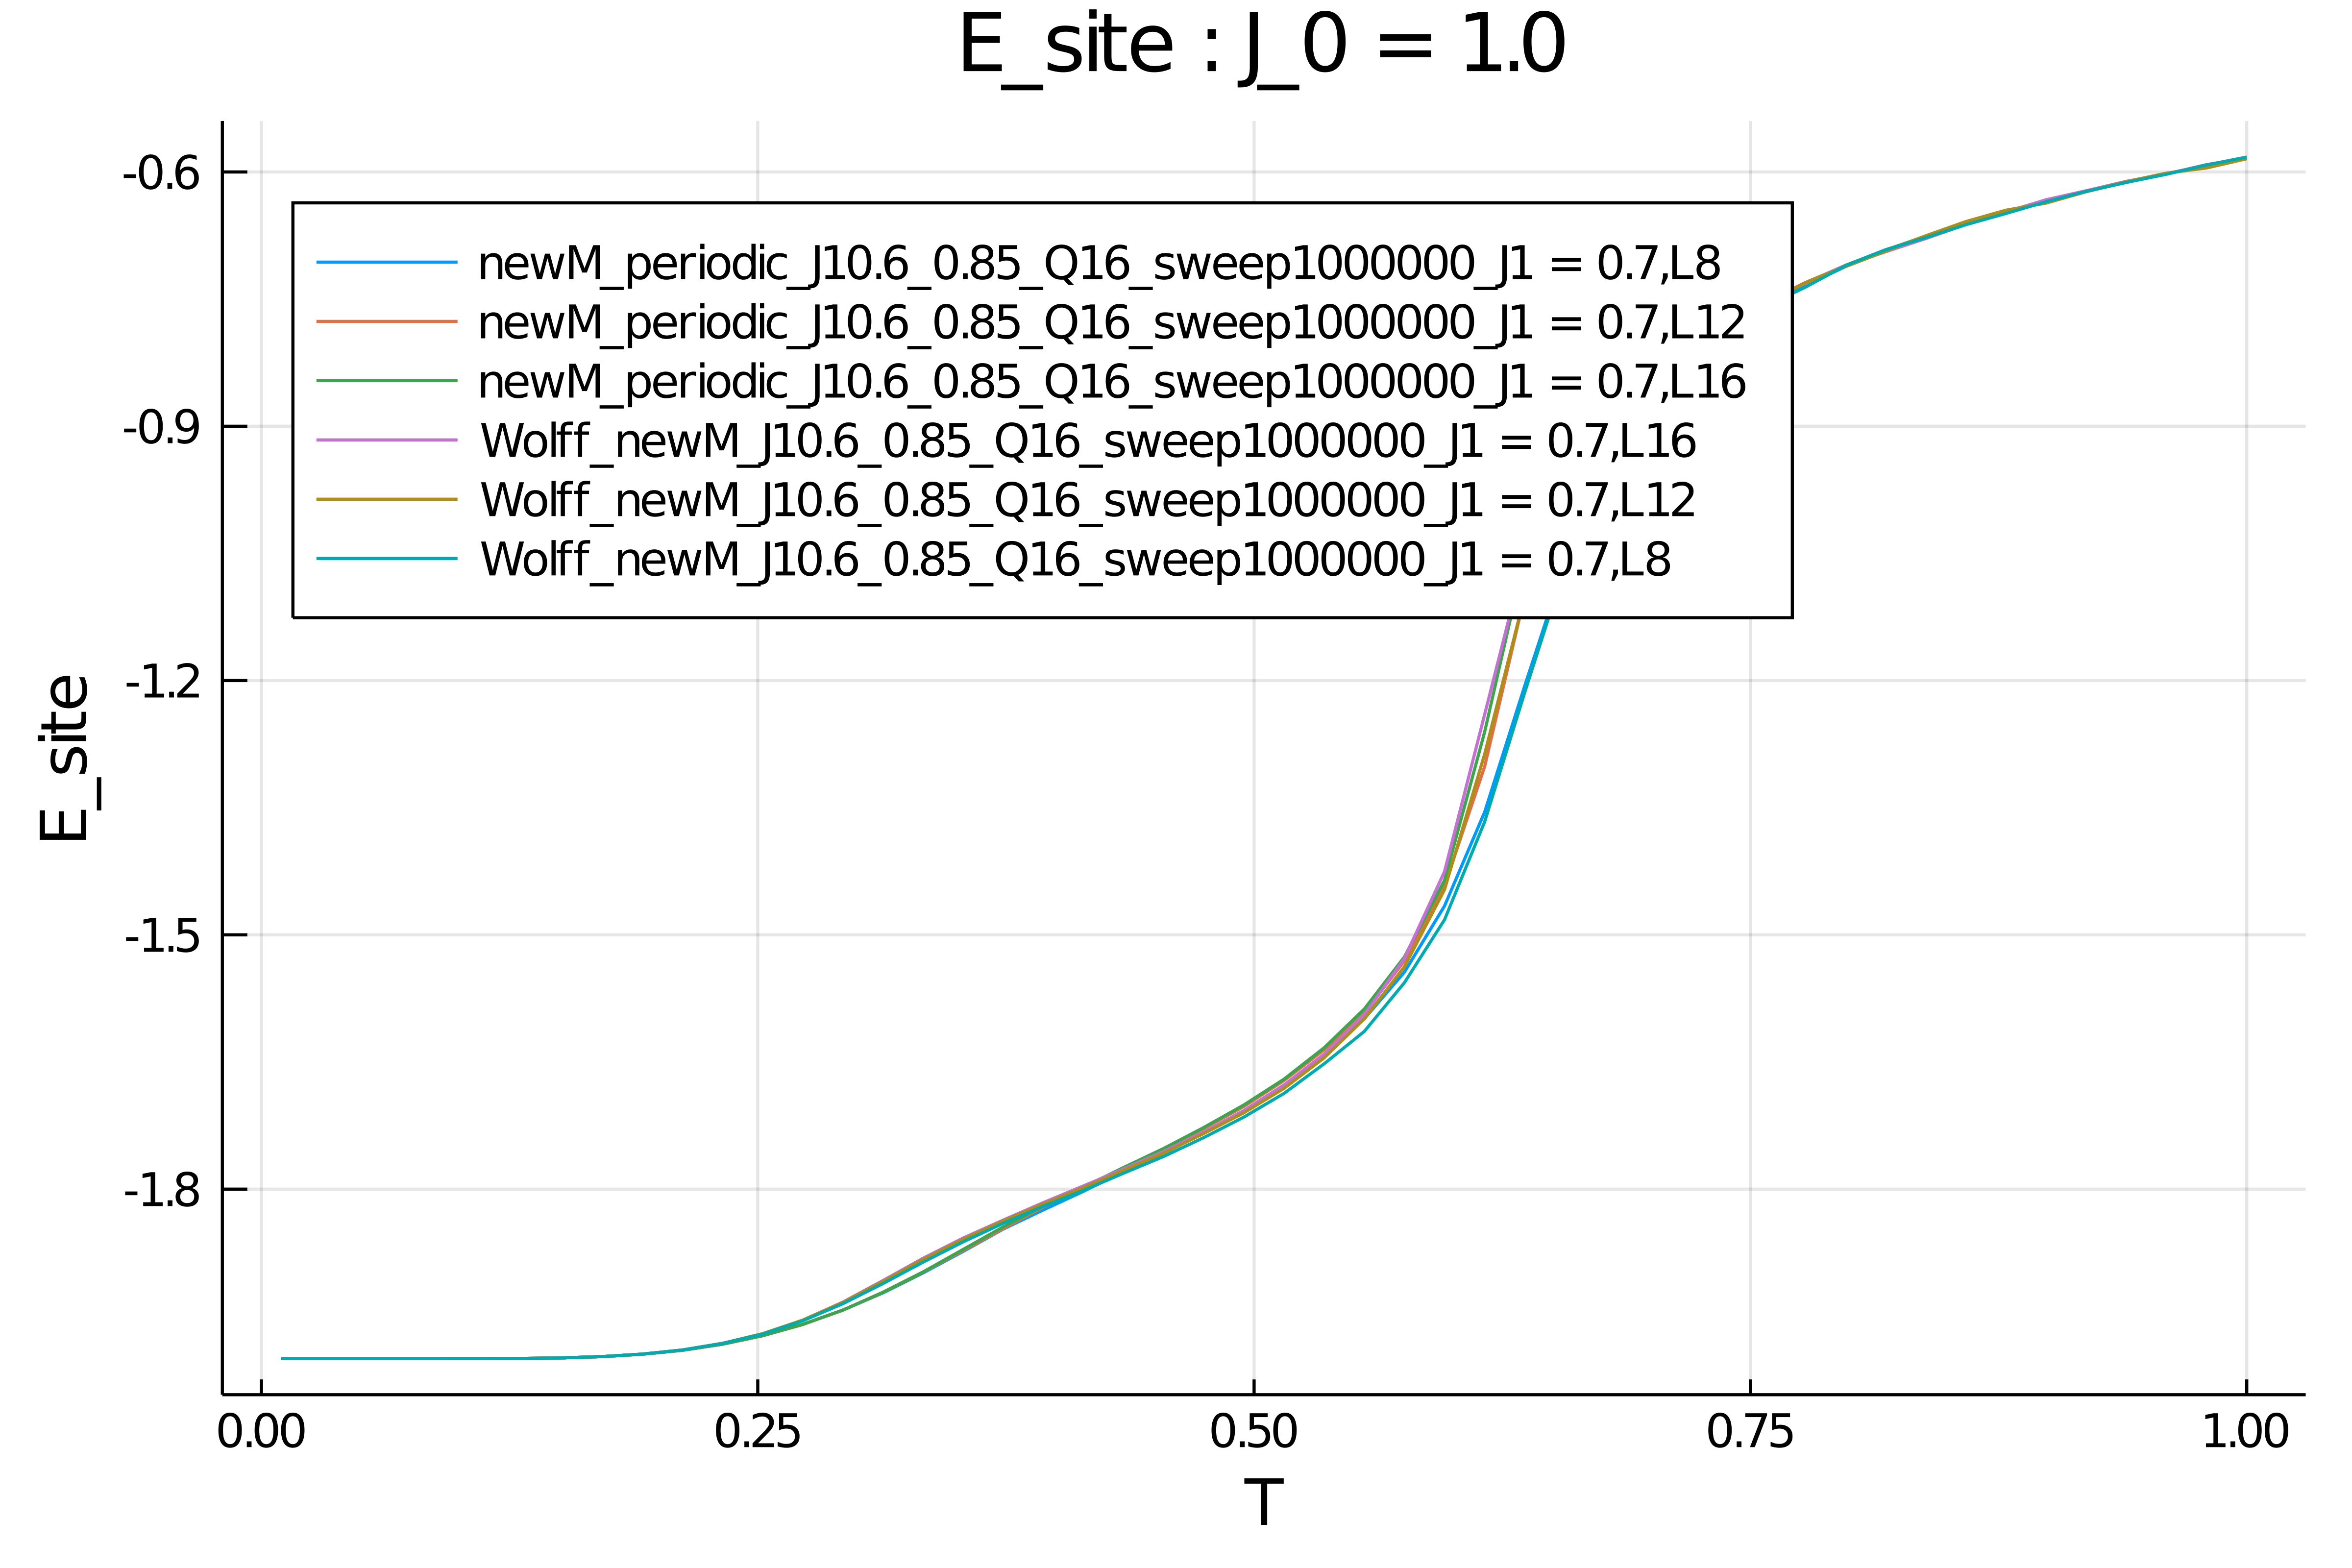 E_site : J_0 = 1.0
-0.6
-0.9
-1.2
-1.5
-1.8
E_site
newM_periodic_J10.6_0.85_Q16_sweep1000000_J1 = 0.7,L8
newM_periodic_J10.6_0.85_Q16_sweep1000000_J1 = 0.7,L12
newM_periodic_J10.6_0.85_Q16_sweep1000000_J1 = 0.7,L16
Wolff_newM_J10.6_0.85_Q16_sweep1000000_J1 = 0.7,L16
Wolff_newM_J10.6_0.85_Q16_sweep1000000_J1 = 0.7,L12
Wolff_newM_J10.6_0.85_Q16_sweep1000000_J1 = 0.7,L8
0.00 0.25 0.50 0.75 1.00
T